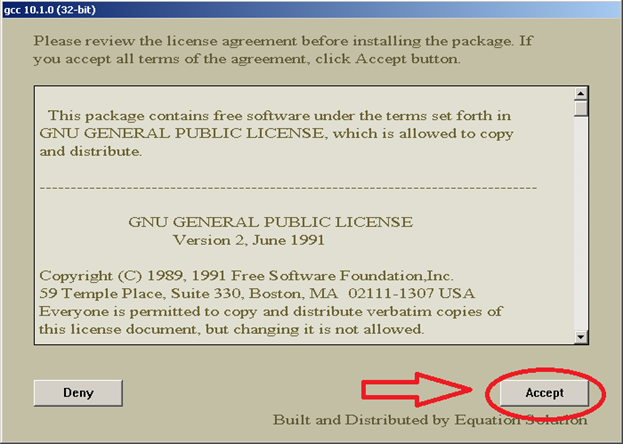 gcc 10.1.0 (32-bit)
Please review the license agreement before installing the package. If
you accept all terms of the agreement, click Accept button.
This package contains free software under the terms set forth in
GNU GENERAL PUBLIC LICENSE, which is allowed to copy
and distribute.
--------------------------------------------------------------------------------
GNU GENERAL PUBLIC LICENSE
Version 2, June 1991
Copyright (C) 1989, 1991 Free Software Foundation,Inc.
59 Temple Place, Suite 330, Boston, MA  02111-1307 USA
Everyone is permitted to copy and distribute verbatim copies of
this license document, but changing it is not allowed.
Deny
Accept
Built and Distributed by Equation Solution